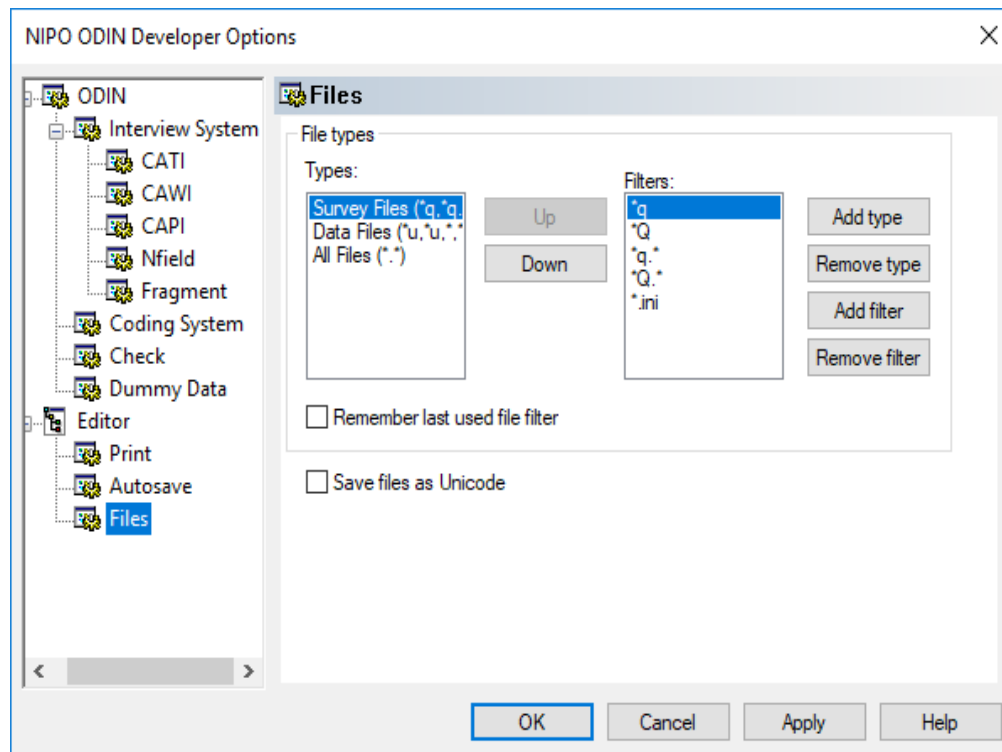 NIPO ODIN Developer Options
ODIN
Interview System
CATI
CAWI
CAPI
Nfield
Fragment
Coding System
Check
Dummy Data
Editor
Print
Autosave
Files
Files
File types
Types:
Survey Files (*q,*q.
Data Files (*u,*u,*,*
All Files (*.*)
Up
Down
Filters:
*q
*Q
*q.*
*Q.*
*.ini
Add type
Remove type
Add filter
Remove filter
Remember last used file filter
Save files as Unicode
OK
Cancel
Apply
Help